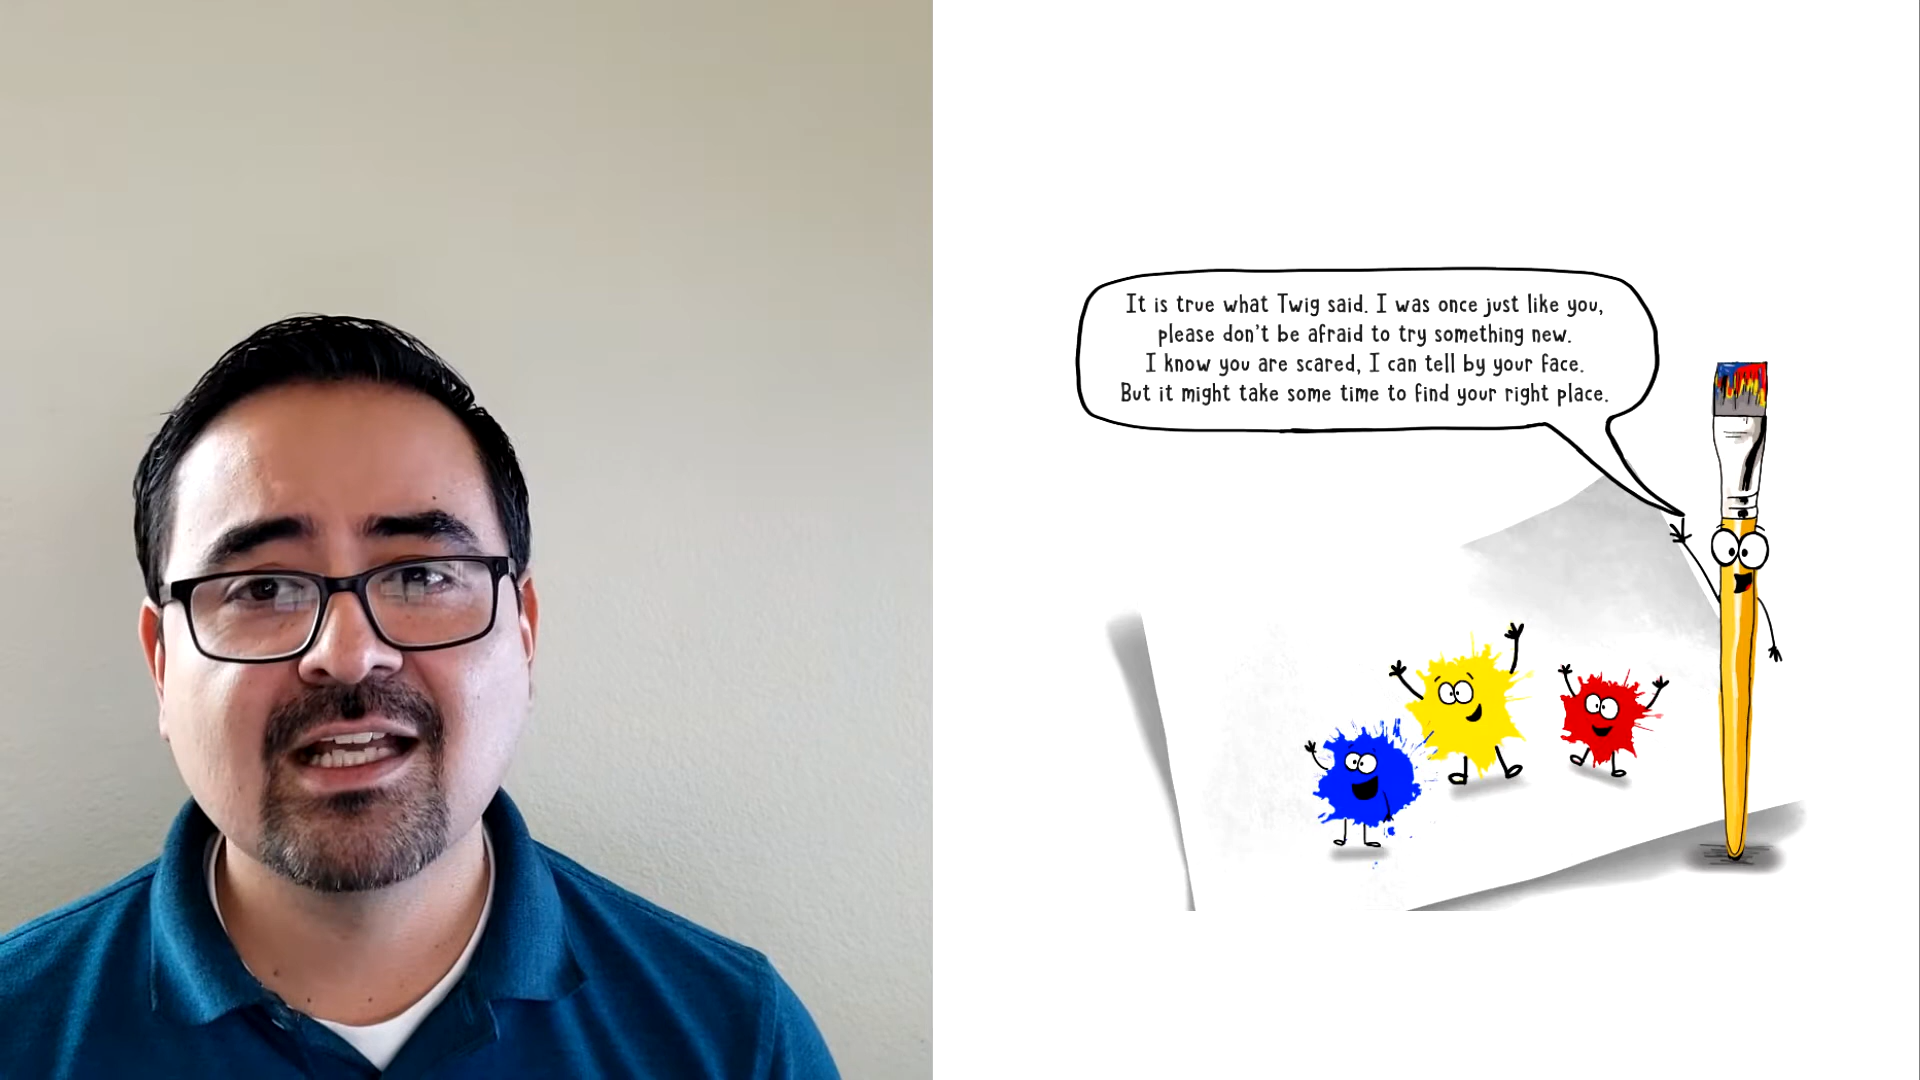 It is true what Twig said. I was once just like you,
please don't be afraid to try something new.
I know you are scared, I can tell by your face.
But it might take some time to find your right place.